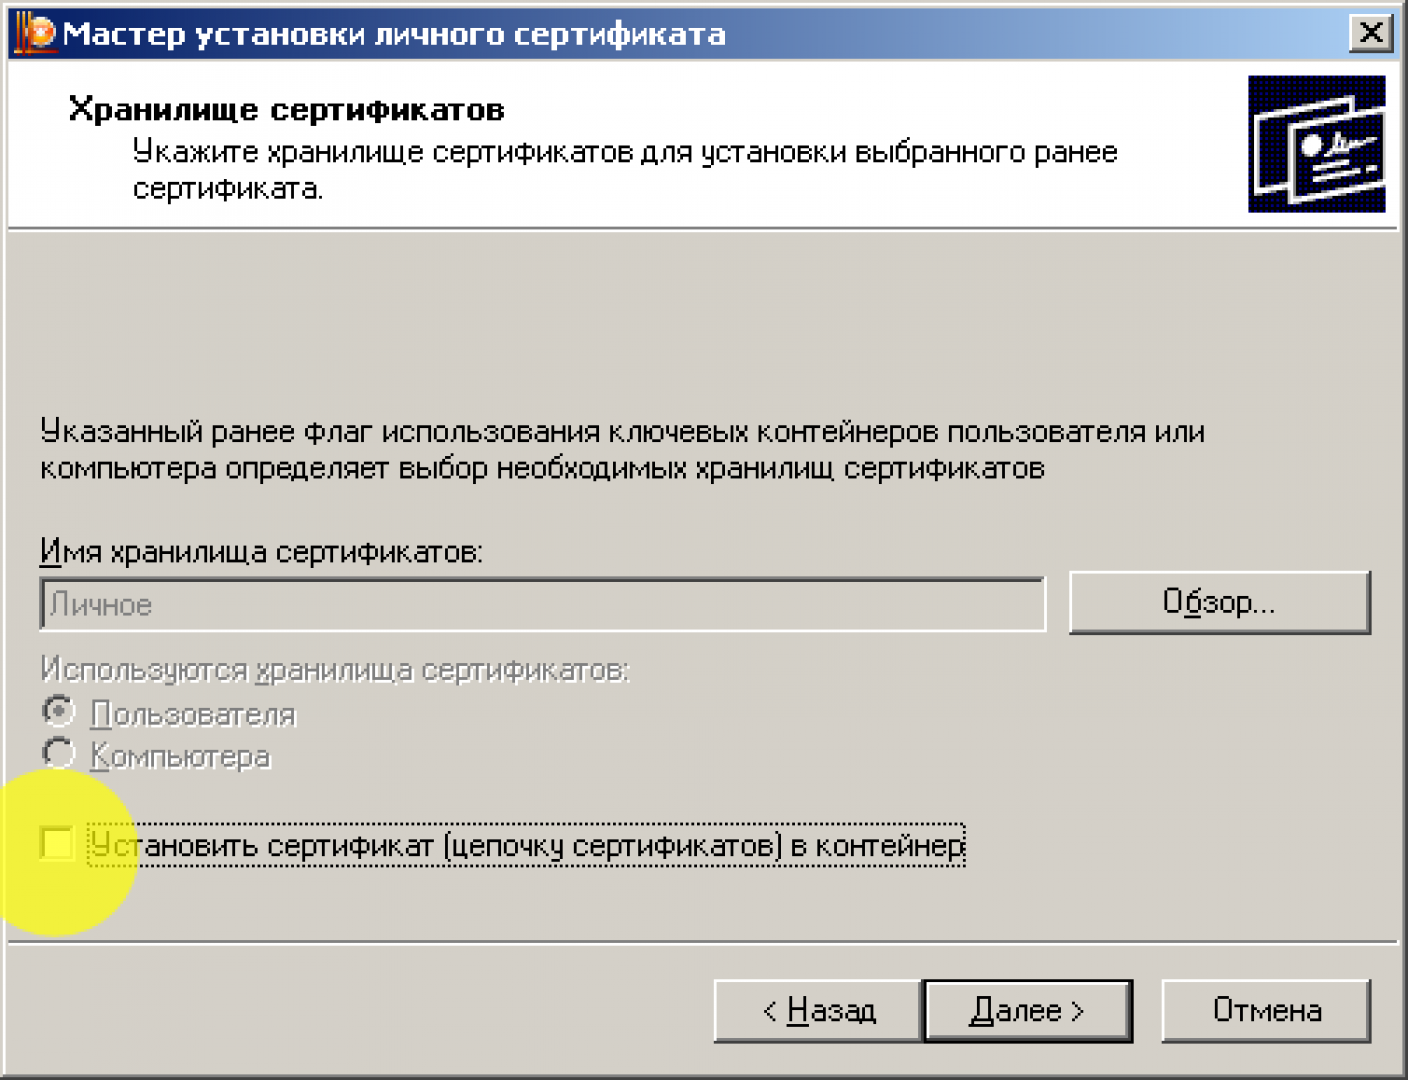 Мастер установки личного сертификата
Хранилище сертификатов
Укажите хранилище сертификатов для установки выбранного ранее
сертификата.
Указанный ранее флаг использования ключевых контейнеров пользователя или
компьютера определяет выбор необходимых хранилищ сертификатов
Имя хранилища сертификатов:
Личное
Обзор...
Используются хранилища сертификатов:
Пользователя
Компьютера
Установить сертификат (цепочку сертификатов) в контейнер
< Назад
Далее >
Отмена